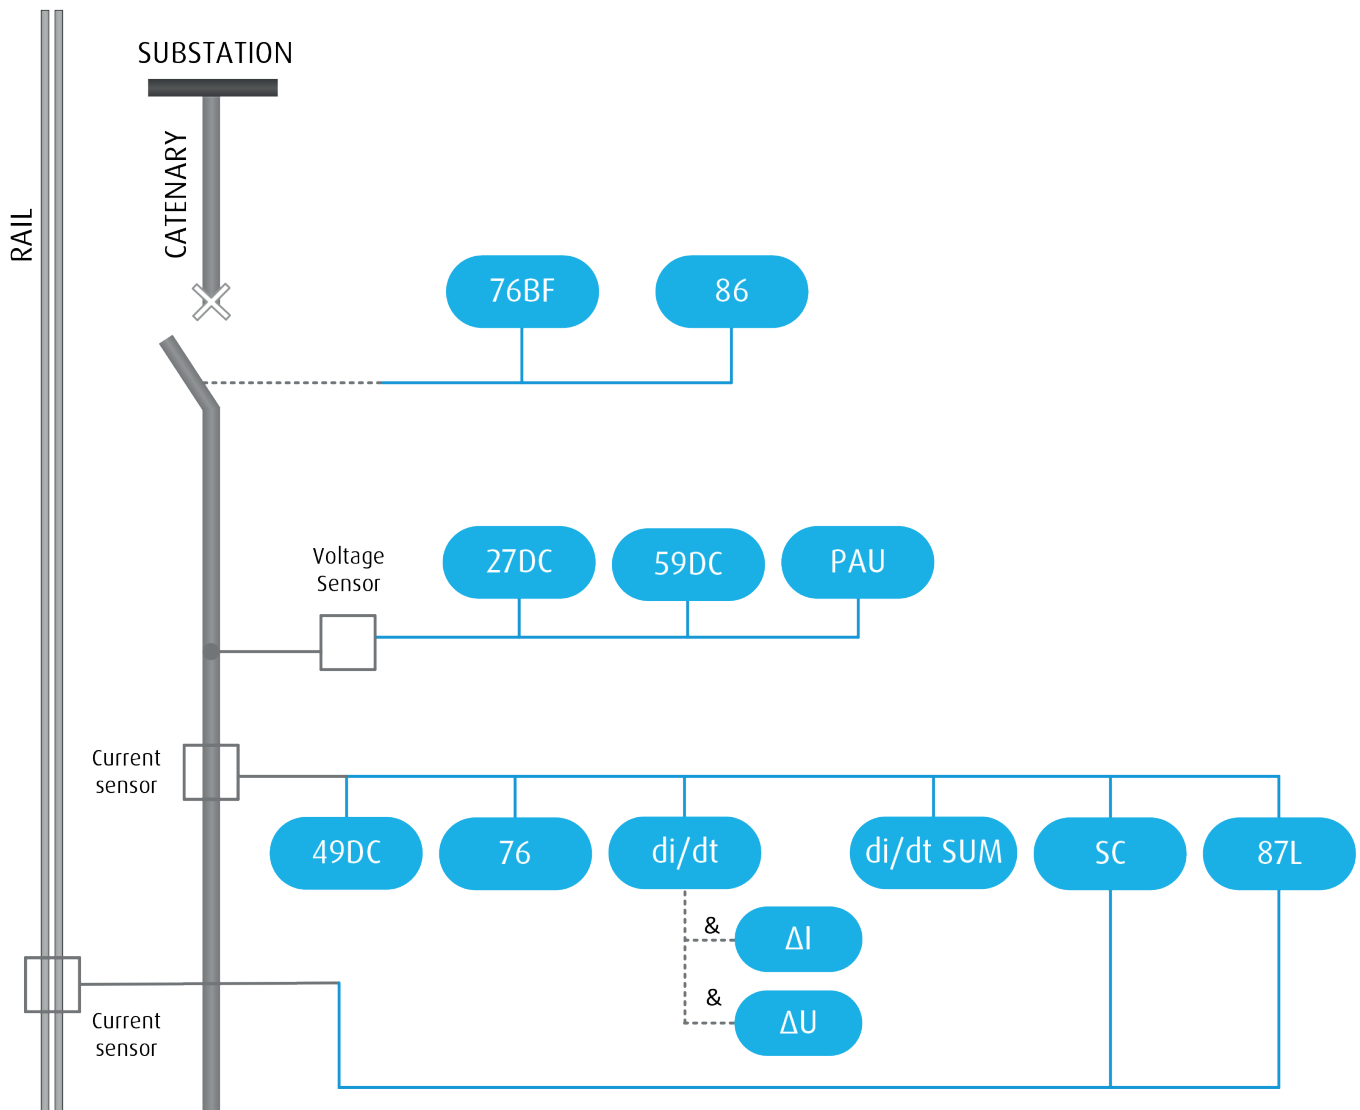 SUBSTATION
CATENARY
RAIL
76BF
86
Voltage
Sensor
27DC
59DC
PAU
Current
sensor
49DC
76
di/dt
di/dt SUM
SC
87L
&
ΔI
&
ΔU
Current
sensor